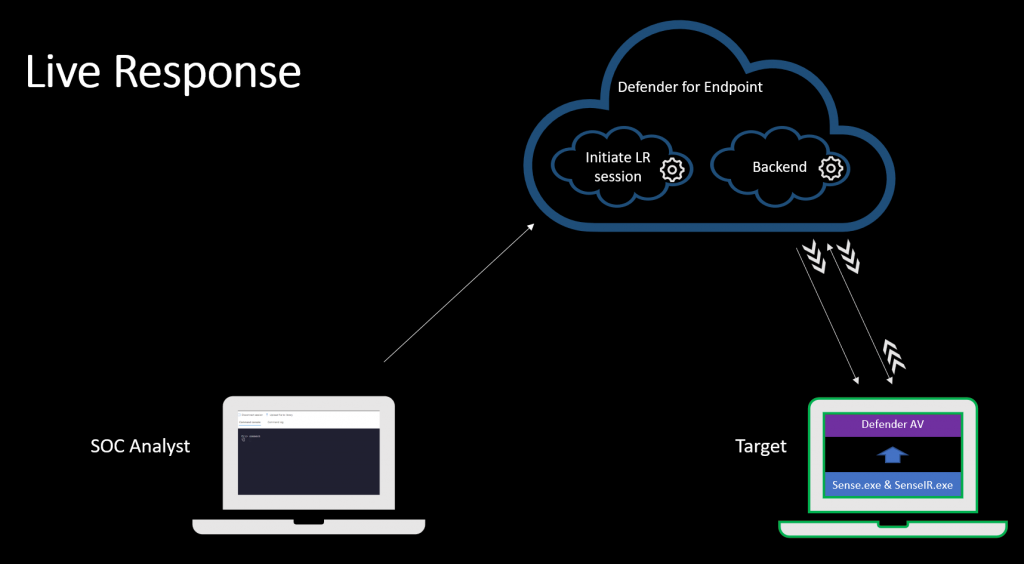 Live Response
Defender for Endpoint
Initiate LR
session
Backend
SOC Analyst
Target
Defender AV
Sense.exe & SenseIR.exe